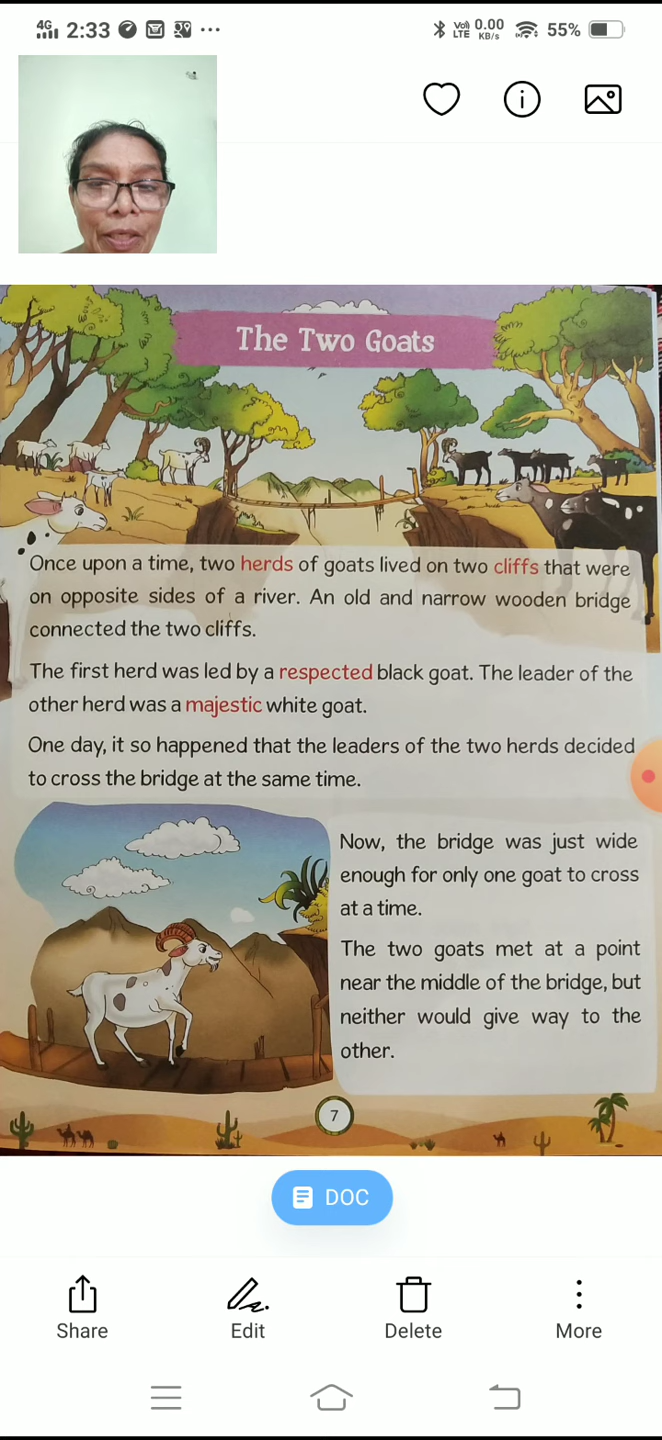 4G 2:33 ... Vo) LTE 0.00 KB/s 55%
The Two Goats
Once upon a time, two herds of goats lived on two cliffs that were
on opposite sides of a river. An old and narrow wooden bridge
connected the two cliffs.
The first herd was led by a respected black goat. The leader of the
other herd was a majestic white goat.
One day, it so happened that the leaders of the two herds decided
to cross the bridge at the same time.
Now, the bridge was just wide
enough for only one goat to cross
at a time.
The two goats met at a point
near the middle of the bridge, but
neither would give way to the
other.
7
DOC
Share Edit Delete More